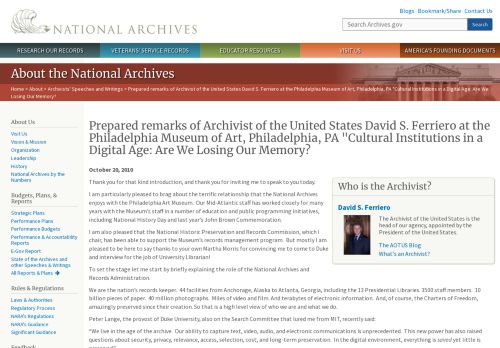 Blogs · Bookmark/Share · Contact Us
NATIONAL ARCHIVES
Search Archives.gov
Search
RESEARCH OUR RECORDS
VETERANS' SERVICE RECORDS
EDUCATOR RESOURCES
VISIT US
AMERICA'S FOUNDING DOCUMENTS
About the National Archives
Home > About > Archivists' Speeches and Writings > Prepared remarks of Archivist of the United States David S. Ferriero at the Philadelphia Museum of Art, Philadelphia, PA "Cultural Institutions in a Digital Age: Are We
Losing Our Memory?
About Us
Visit Us
Vision & Mission
Organization
Leadership
History
National Archives by the
Numbers
Budgets, Plans, &
Reports
Strategic Plans
Performance Plans
Performance Budgets
Performance & Accountability
Reports
E-Gov Report
State of the Archives and
other Speeches & Writings
All Reports & Plans
Rules & Regulations
Laws & Authorities
Regulatory Process
NARA's Regulations
NARA's Guidance
Significant Guidance
Prepared remarks of Archivist of the United States David S. Ferriero at the
Philadelphia Museum of Art, Philadelphia, PA "Cultural Institutions in a
Digital Age: Are We Losing Our Memory?
October 20, 2010
Thank you for that kind introduction, and thank you for inviting me to speak to you today.
I am particularly pleased to brag about the terrific relationship that the National Archives
enjoys with the Philadelphia Art Museum. Our Mid-Atlantic staff has worked closely for many
years with the Museum's staff in a number of education and public programming initiatives,
including National History Day and last year's John Brown Commemoration.
I am also pleased that the National Historic Preservation and Records Commission, which I
chair, has been able to support the Museum's records management program. But mostly I am
pleased to be here to say thanks to your own Martha Morris for convincing me to come to Duke
and interview for the job of University Librarian!
To set the stage let me start by briefly explaining the role of the National Archives and
Records Administration.
We are the nation's record keeper. 44 facilities from Anchorage, Alaska to Atlanta, Georgia, including the 13 Presidential Libraries. 3500 staff members. 10
billion pieces of paper. 40 million photographs. Miles of video and film. And terabytes of electronic information. And, of course, the Charters of Freedom,
amazingly preserved since their creation. So that is a high level view of who we are and what we do.
Peter Lange, the provost of Duke University, also on the Search Committee that lured me from MIT, recently said:
"We live in the age of the archive. Our ability to capture text, video, audio, and electronic communications is unprecedented. This new power has also raised
questions about security, privacy, relevance, access, selection, cost, and long-term preservation. In the digital environment, everything is saved yet little is
Who is the Archivist?
David S. Ferriero
The Archivist of the United States is the
head of our agency, appointed by the
President of the United States.
The AOTUS Blog
What's an Archivist?